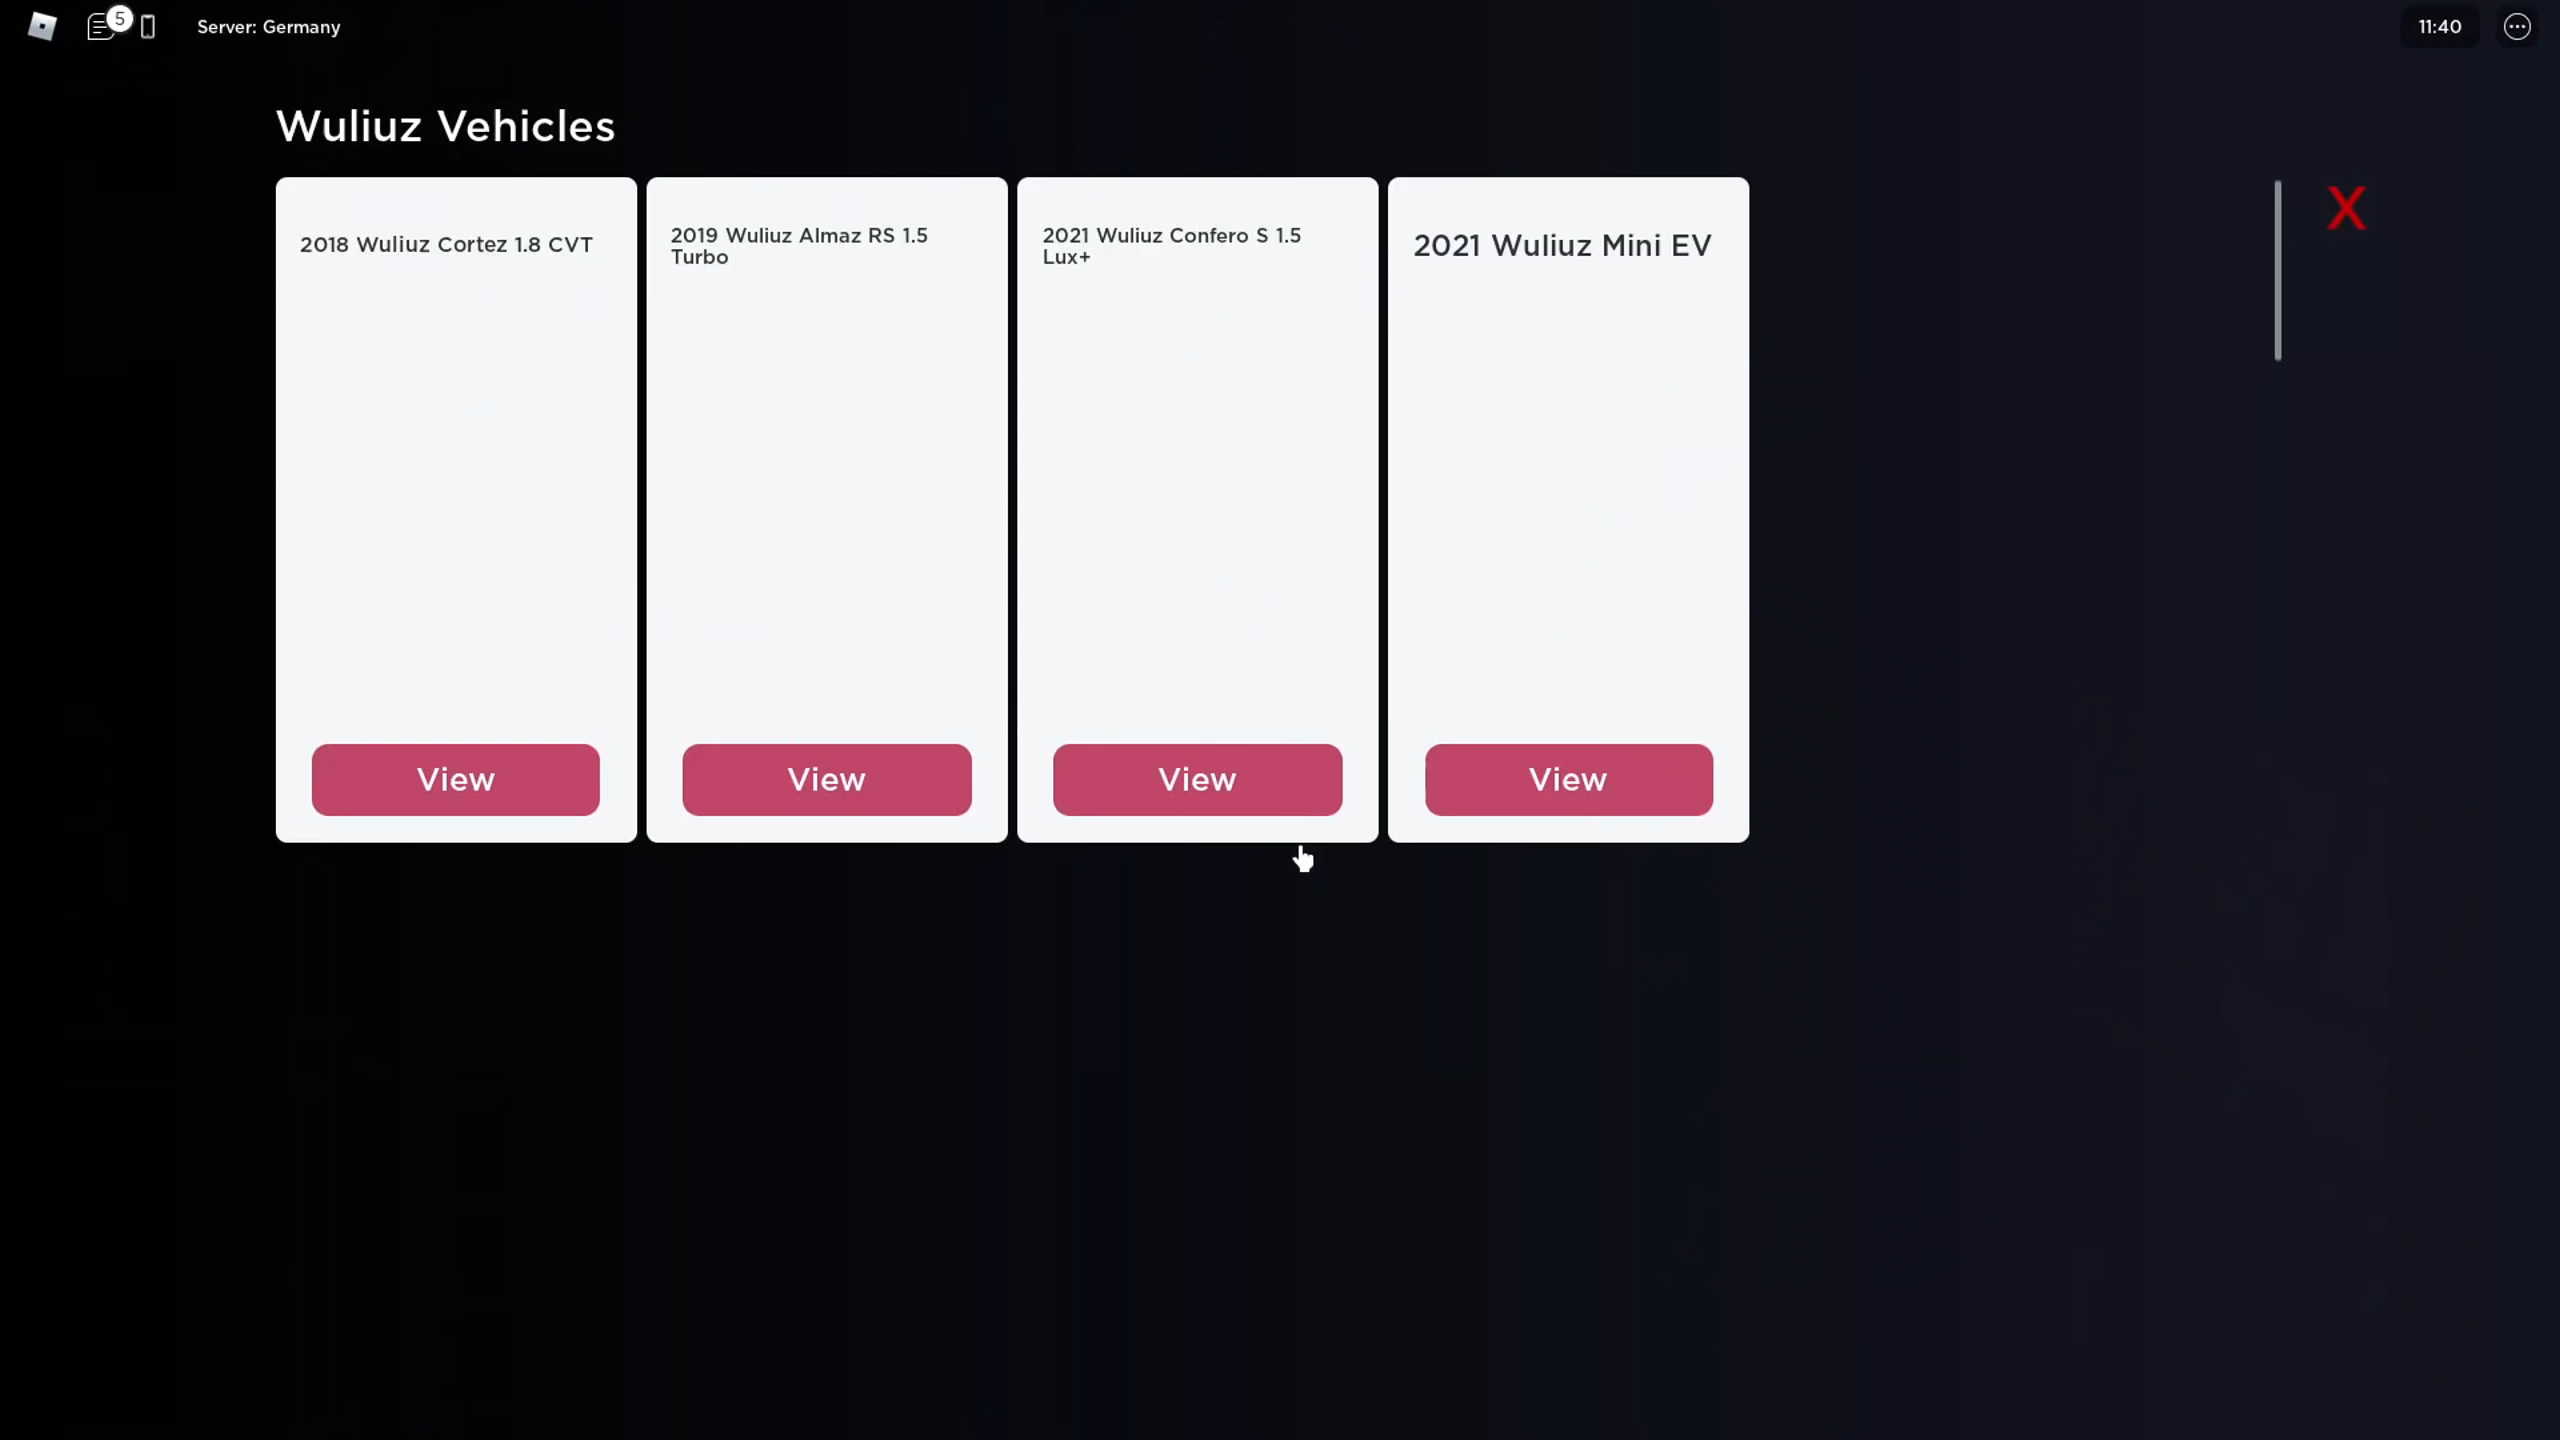 5
Server: Germany
11:40
Wuliuz Vehicles
X
2018 Wuliuz Cortez 1.8 CVT
2019 Wuliuz Almaz RS 1.5
Turbo
2021 Wuliuz Confero S 1.5
Lux+
2021 Wuliuz Mini EV
View
View
View
View